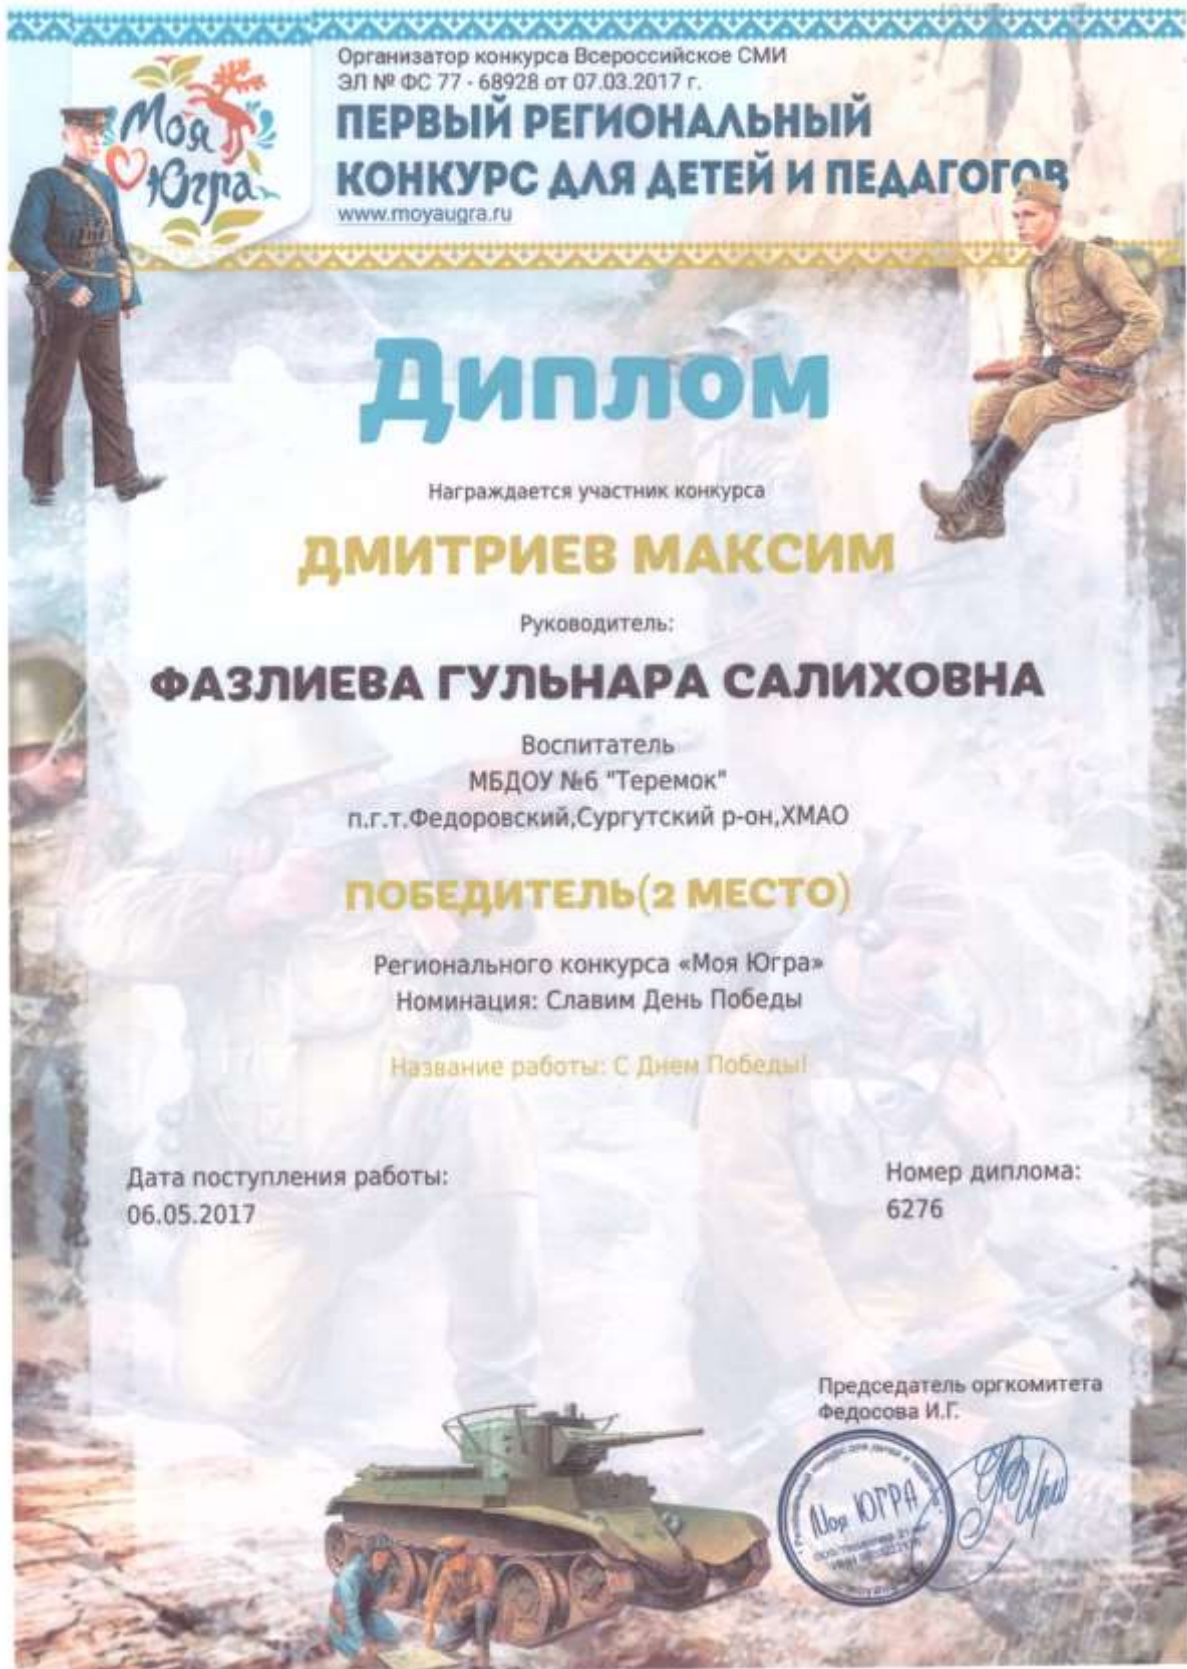 Моя
Югра
Организатор конкурса Всероссийское СМИ
ЭЛ № ФС 77 - 68928 от 07.03.2017 г.
ПЕРВЫЙ РЕГИОНАЛЬНЫЙ
КОНКУРС ДЛЯ ДЕТЕЙ И ПЕДАГОГОВ
www.moyaugra.ru
Диплом
Награждается участник конкурса
ДМИТРИЕВ МАКСИМ
Руководитель:
ФАЗЛИЕВА ГУЛЬНАРА САЛИХОВНА
Воспитатель
МБДОУ №6 "Теремок"
п.г.т.Федоровский,Сургутский р-он,ХМАО
ПОБЕДИТЕЛЬ(2 МЕСТО)
Регионального конкурса «Моя Югра»
Номинация: Славим День Победы
Название работы: С Днем Победы!
Дата поступления работы:
06.05.2017
Номер диплома:
6276
Председатель оргкомитета
Федосова И.Г.
Моя ЮГРА